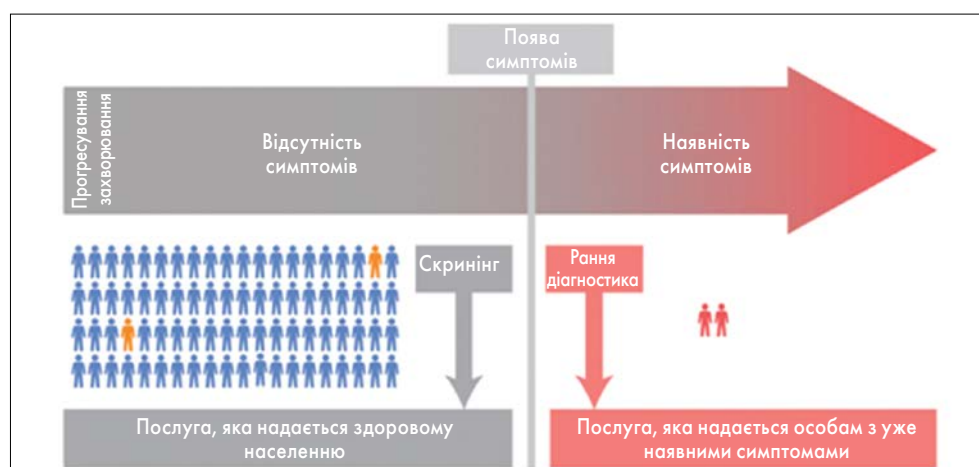 Поява
симптомів
Прогресування
захворювання
Відсутність
симптомів
Наявність
симптомів
Скринінг
Рання
діагностика
Послуга, яка надається здоровому
населенню
Послуга, яка надається особам з уже
наявними симптомами